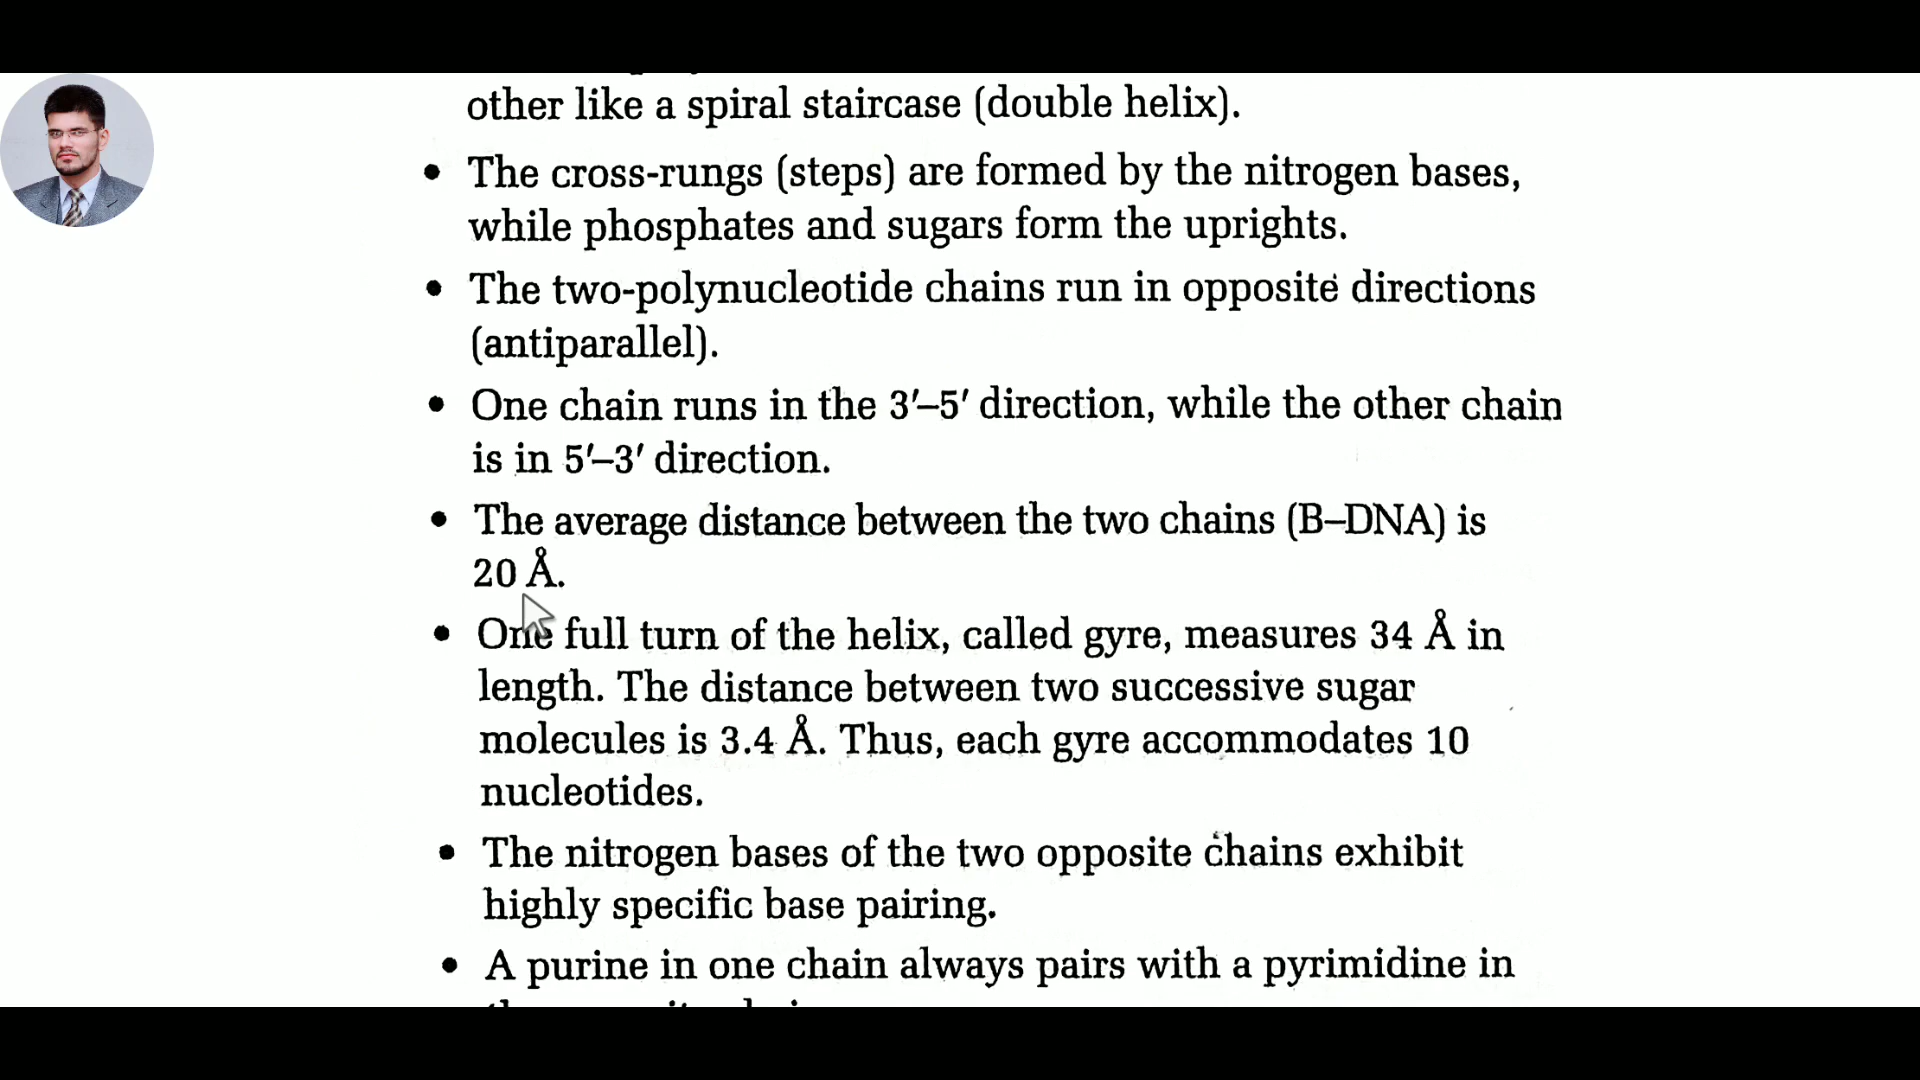 other like a spiral staircase (double helix).
• The cross-rungs (steps) are formed by the nitrogen bases,
while phosphates and sugars form the uprights.
• The two-polynucleotide chains run in opposite directions
(antiparallel).
• One chain runs in the 3′–5′ direction, while the other chain
is in 5′–3′ direction.
• The average distance between the two chains (B–DNA) is
20 Å.
• One full turn of the helix, called gyre, measures 34 Å in
length. The distance between two successive sugar
molecules is 3.4 Å. Thus, each gyre accommodates 10
nucleotides.
• The nitrogen bases of the two opposite chains exhibit
highly specific base pairing.
• A purine in one chain always pairs with a pyrimidine in